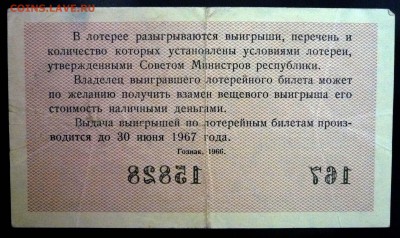 COINS.LAVE.RU
В лотерее разыгрываются выигрыши, перечень и
количество которых установлены условиями лотереи,
утвержденными Советом Министров республики.
Владелец выигравшего лотерейного билета может
по желанию получить взамен вещевого выигрыша его
стоимость наличными деньгами.
Выдача выигрышей по лотерейным билетам произ-
водится до 30 июня 1967 года.
Гознак. 1966.
15828 167